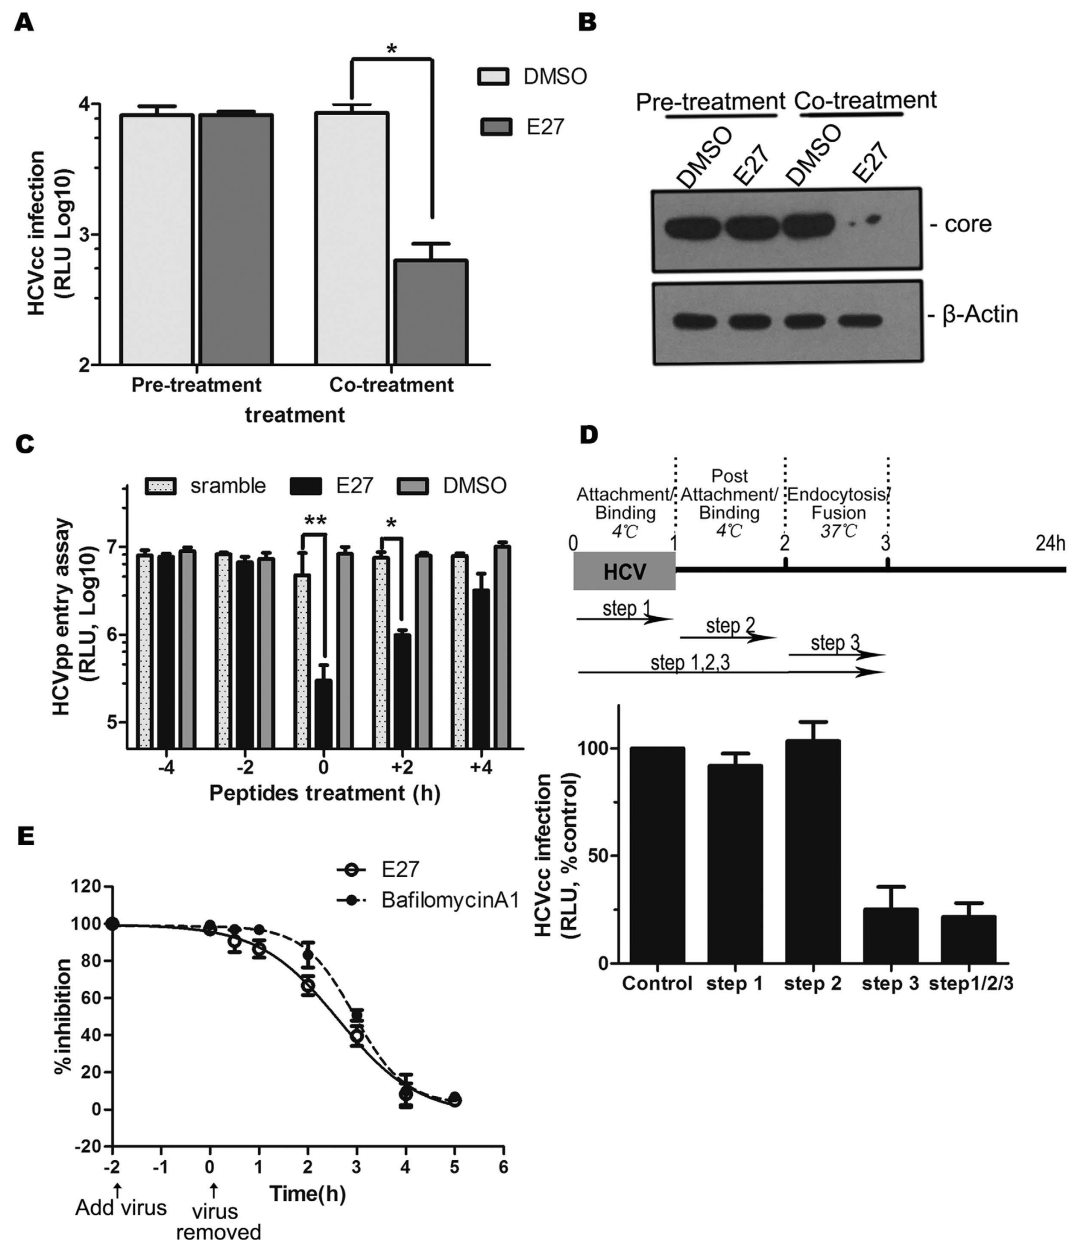 A
*
DMSO
E27
4
3
2
HCVcc infection
(RLU Log10)
Pre-treatment
Co-treatment
treatment
B
Pre-treatment Co-treatment
DMSO
E27
DMSO
E27
- core
- β-Actin
C
sramble
E27
DMSO
**
*
7
6
5
HCVpp entry assay
(RLU, Log10)
-4
-2
0
+2
+4
Peptides treatment (h)
D
Attachment/
Binding
4℃
Post
Attachment/
Binding
4℃
Endocytosis/
Fusion
37℃
0
1
2
3
24h
HCV
step 1
step 2
step 3
step 1,2,3
100
50
0
HCVcc infection
(RLU, % control)
Control
step 1
step 2
step 3
step1/2/3
E
E27
BafilomycinA1
120
100
80
60
40
20
0
-20
% inhibition
-2
-1
0
1
2
3
4
5
6
Time(h)
Add virus
virus
removed